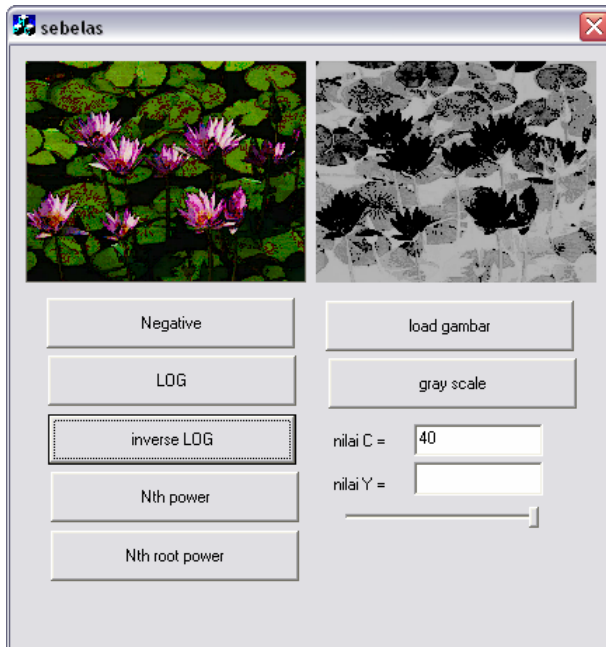 sebelas
Negative
LOG
inverse LOG
Nth power
Nth root power
load gambar
gray scale
nilai C =
40
nilai Y =